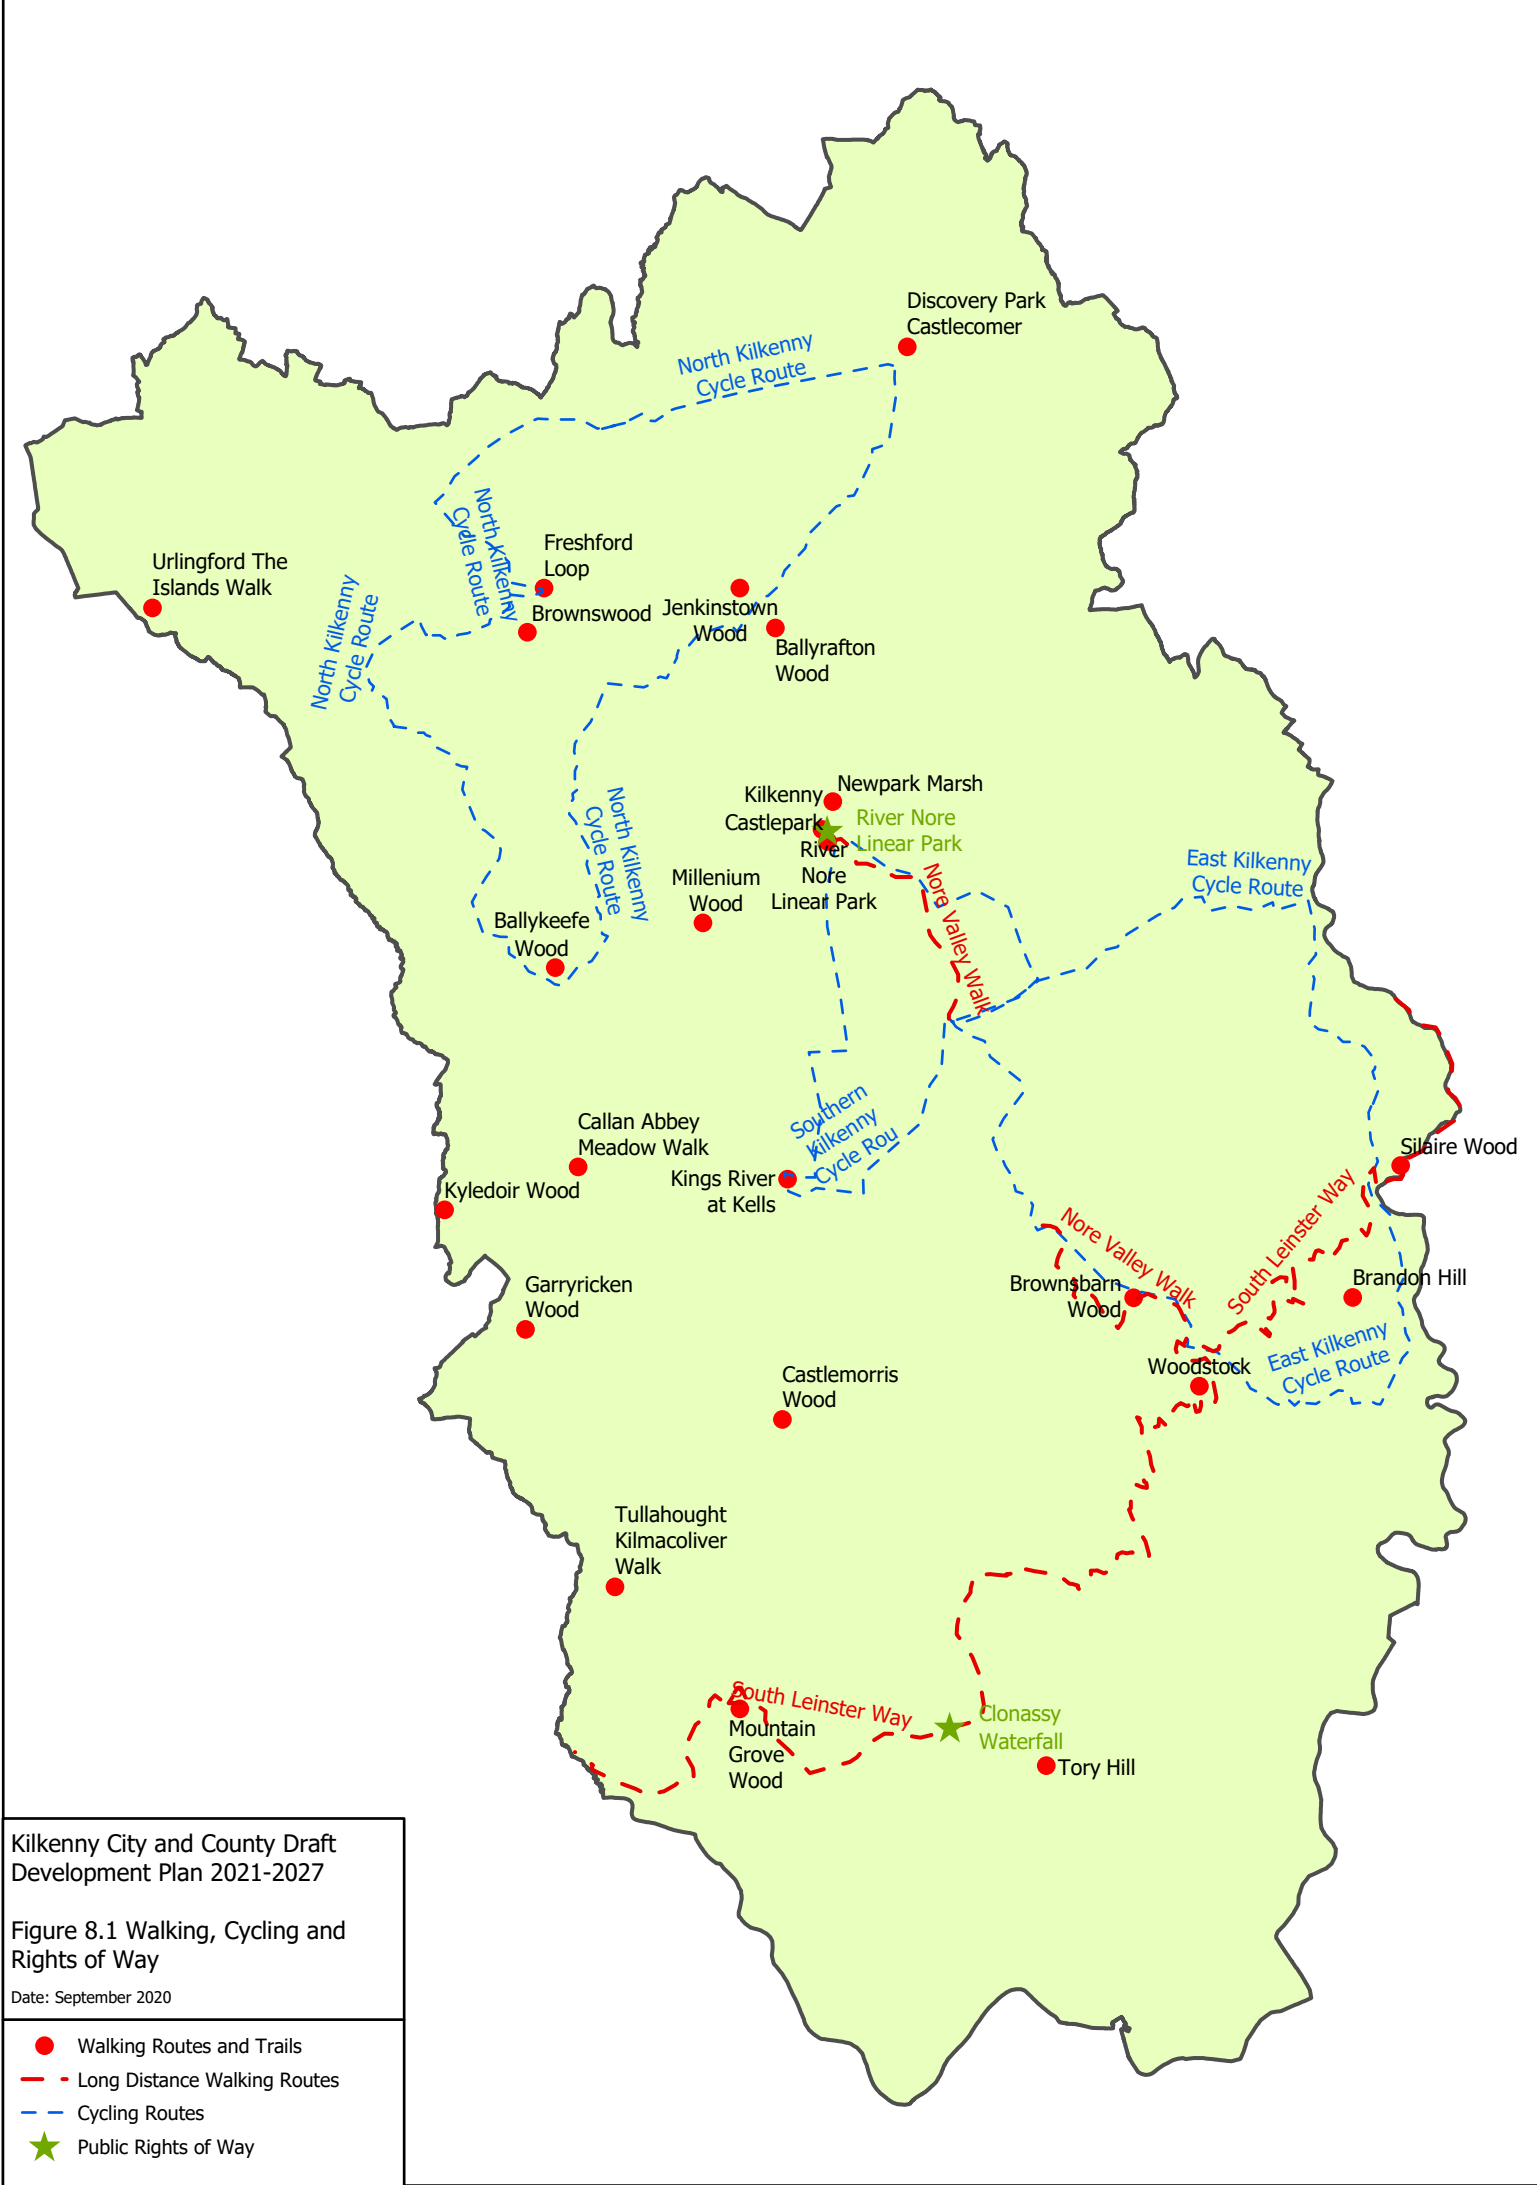 Discovery Park
Castlecomer
North Kilkenny
Cycle Route
North Kilkenny
Cycle Route
Freshford
Loop
Urlingford The
Islands Walk
North Kilkenny
Cycle Route
Brownswood
Jenkinstown
Wood
Ballyrafton
Wood
Kilkenny
Castlepark
Newpark Marsh
River Nore
Linear Park
River
Nore
Linear Park
North Kilkenny
Cycle Route
Millenium
Wood
Nore Valley Walk
East Kilkenny
Cycle Route
Ballykeefe
Wood
Southern
Kilkenny
Cycle Rou
Callan Abbey
Meadow Walk
Silaire Wood
Kings River
at Kells
Kyledoir Wood
Nore Valley Walk
South Leinster Way
Garryricken
Wood
Brownsbarn
Wood
Brandon Hill
East Kilkenny
Cycle Route
Woodstock
Castlemorris
Wood
Tullahought
Kilmacoliver
Walk
South Leinster Way
Clonassy
Waterfall
Mountain
Grove
Wood
Tory Hill
Kilkenny City and County Draft
Development Plan 2021-2027
Figure 8.1 Walking, Cycling and
Rights of Way
Date: September 2020
Walking Routes and Trails
Long Distance Walking Routes
Cycling Routes
Public Rights of Way